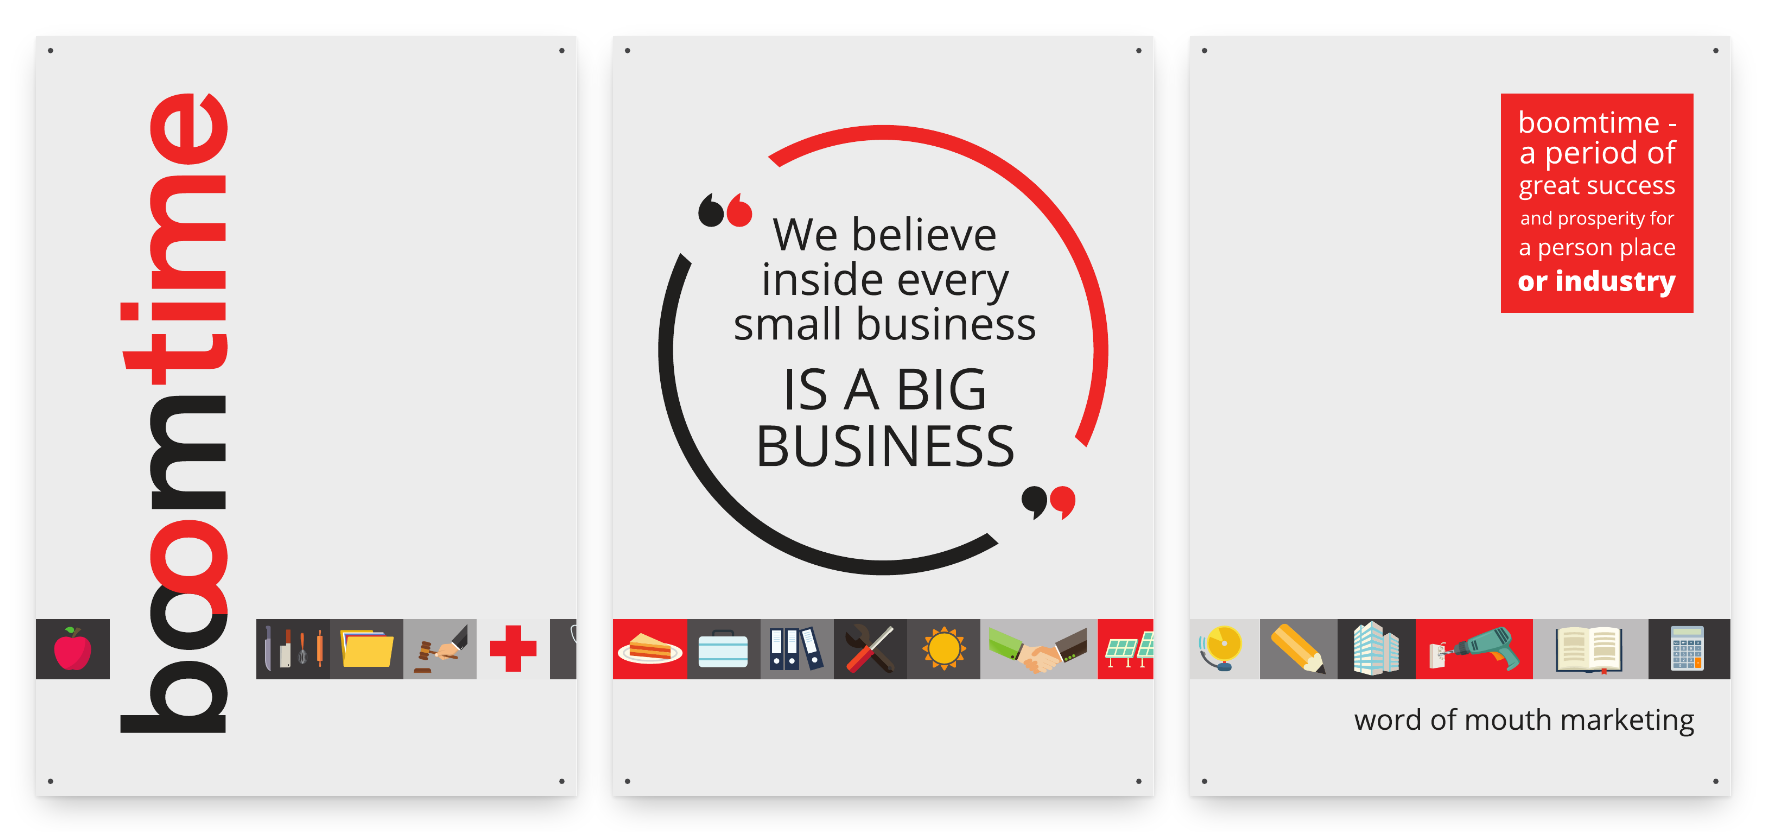 boomtime
We believe
inside every
small business
IS A BIG
BUSINESS
boomtime -
a period of
great success
and prosperity for
a person place
or industry
word of mouth marketing